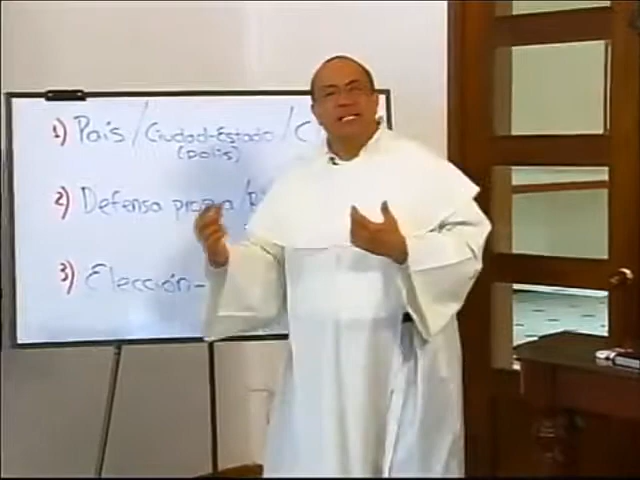 1) País / Ciudad-Estado / C
(polis)
2) Defensa propia /
3) Elección-